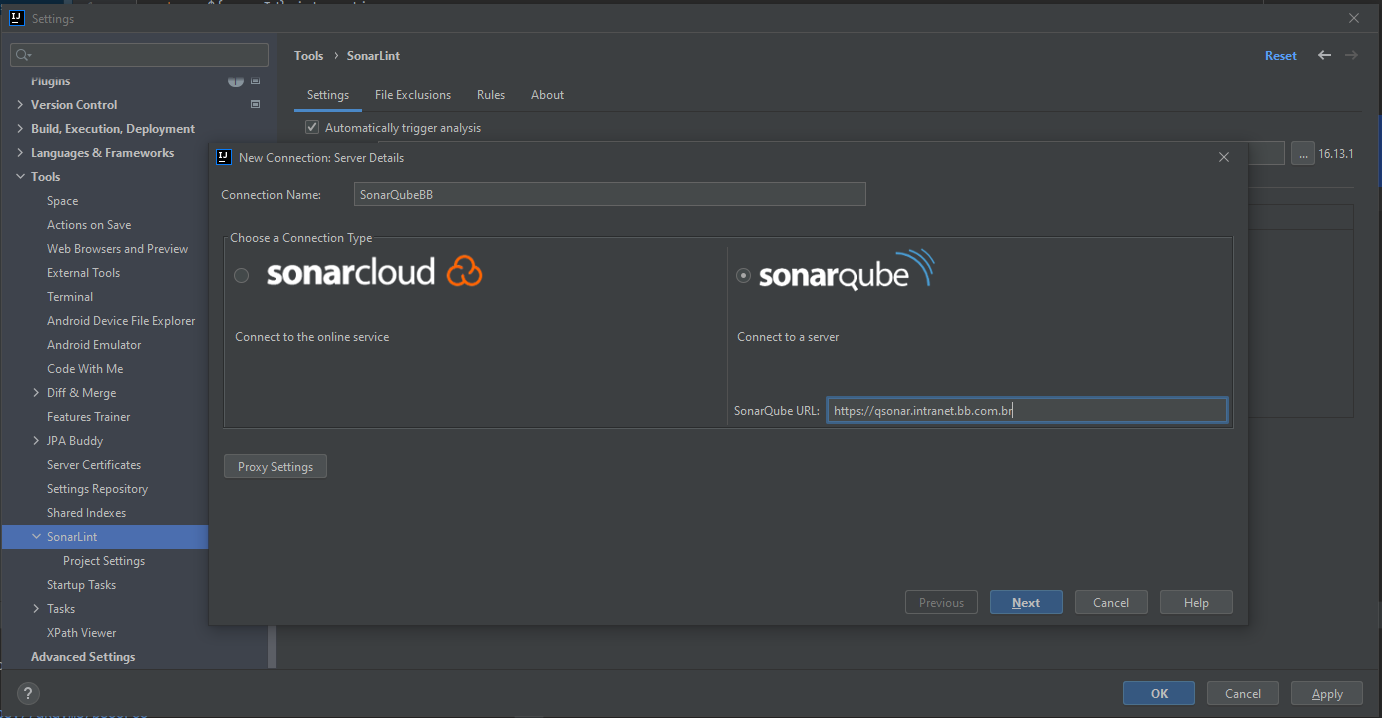 Settings
Plugins
Version Control
Build, Execution, Deployment
Languages & Frameworks
Tools
Space
Actions on Save
Web Browsers and Preview
External Tools
Terminal
Android Device File Explorer
Android Emulator
Code With Me
Diff & Merge
Features Trainer
JPA Buddy
Server Certificates
Settings Repository
Shared Indexes
SonarLint
Project Settings
Startup Tasks
Tasks
XPath Viewer
Advanced Settings
Tools › SonarLint
Reset
Settings File Exclusions Rules About
Automatically trigger analysis
... 16.13.1
New Connection: Server Details
Connection Name: SonarQubeBB
Choose a Connection Type
sonarcloud
Connect to the online service
sonarqube
Connect to a server
SonarQube URL: https://qsonar.intranet.bb.com.br
Proxy Settings
Previous Next Cancel Help
? OK Cancel Apply